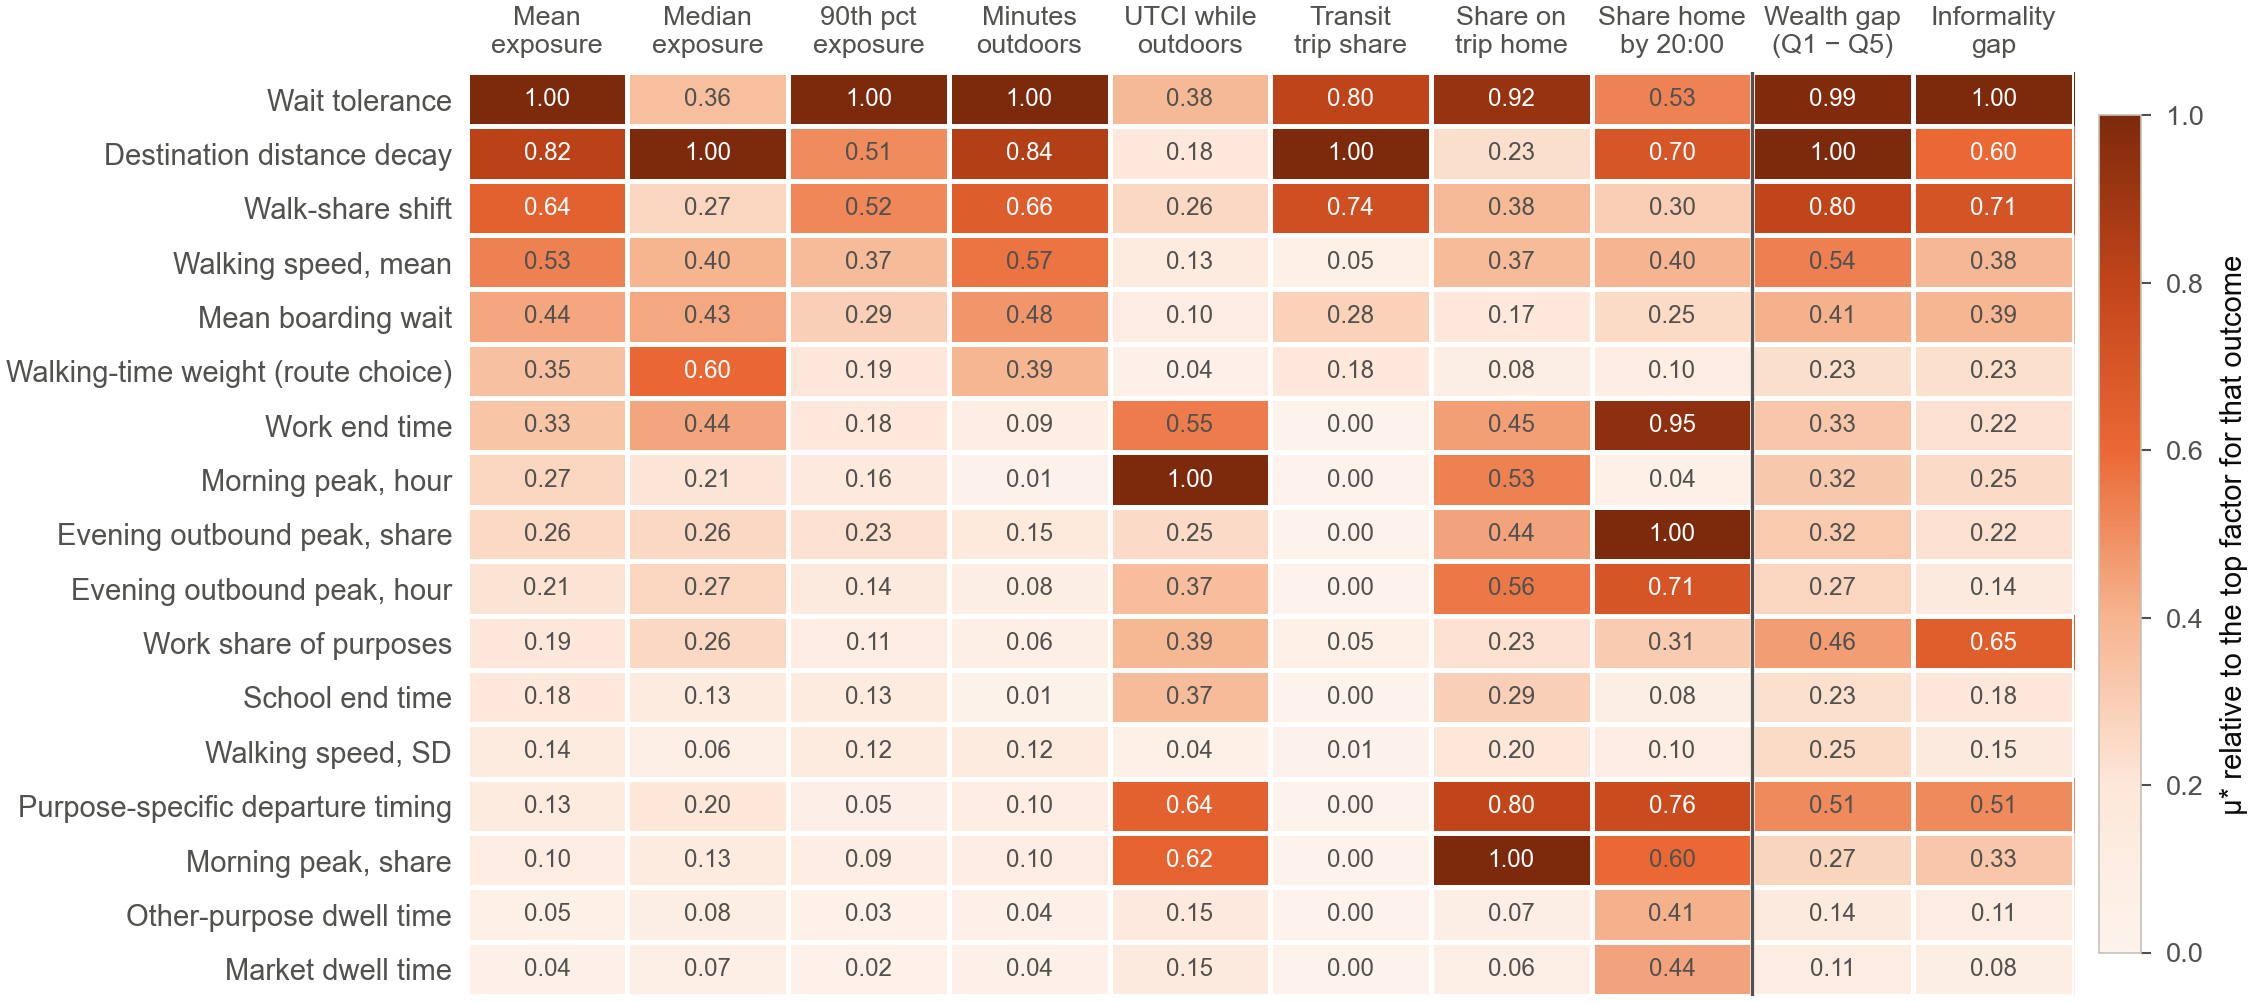 Mean exposure
Median exposure
90th pct exposure
Minutes outdoors
UTCI while outdoors
Transit trip share
Share on trip home
Share home by 20:00
Wealth gap (Q1 − Q5)
Informality gap
Wait tolerance 1.00 0.36 1.00 1.00 0.38 0.80 0.92 0.53 0.99 1.00
Destination distance decay 0.82 1.00 0.51 0.84 0.18 1.00 0.23 0.70 1.00 0.60
Walk-share shift 0.64 0.27 0.52 0.66 0.26 0.74 0.38 0.30 0.80 0.71
Walking speed, mean 0.53 0.40 0.37 0.57 0.13 0.05 0.37 0.40 0.54 0.38
Mean boarding wait 0.44 0.43 0.29 0.48 0.10 0.28 0.17 0.25 0.41 0.39
Walking-time weight (route choice) 0.35 0.60 0.19 0.39 0.04 0.18 0.08 0.10 0.23 0.23
Work end time 0.33 0.44 0.18 0.09 0.55 0.00 0.45 0.95 0.33 0.22
Morning peak, hour 0.27 0.21 0.16 0.01 1.00 0.00 0.53 0.04 0.32 0.25
Evening outbound peak, share 0.26 0.26 0.23 0.15 0.25 0.00 0.44 1.00 0.32 0.22
Evening outbound peak, hour 0.21 0.27 0.14 0.08 0.37 0.00 0.56 0.71 0.27 0.14
Work share of purposes 0.19 0.26 0.11 0.06 0.39 0.05 0.23 0.31 0.46 0.65
School end time 0.18 0.13 0.13 0.01 0.37 0.00 0.29 0.08 0.23 0.18
Walking speed, SD 0.14 0.06 0.12 0.12 0.04 0.01 0.20 0.10 0.25 0.15
Purpose-specific departure timing 0.13 0.20 0.05 0.10 0.64 0.00 0.80 0.76 0.51 0.51
Morning peak, share 0.10 0.13 0.09 0.10 0.62 0.00 1.00 0.60 0.27 0.33
Other-purpose dwell time 0.05 0.08 0.03 0.04 0.15 0.00 0.07 0.41 0.14 0.11
Market dwell time 0.04 0.07 0.02 0.04 0.15 0.00 0.06 0.44 0.11 0.08
1.0
0.8
0.6
0.4
0.2
0.0
μ* relative to the top factor for that outcome